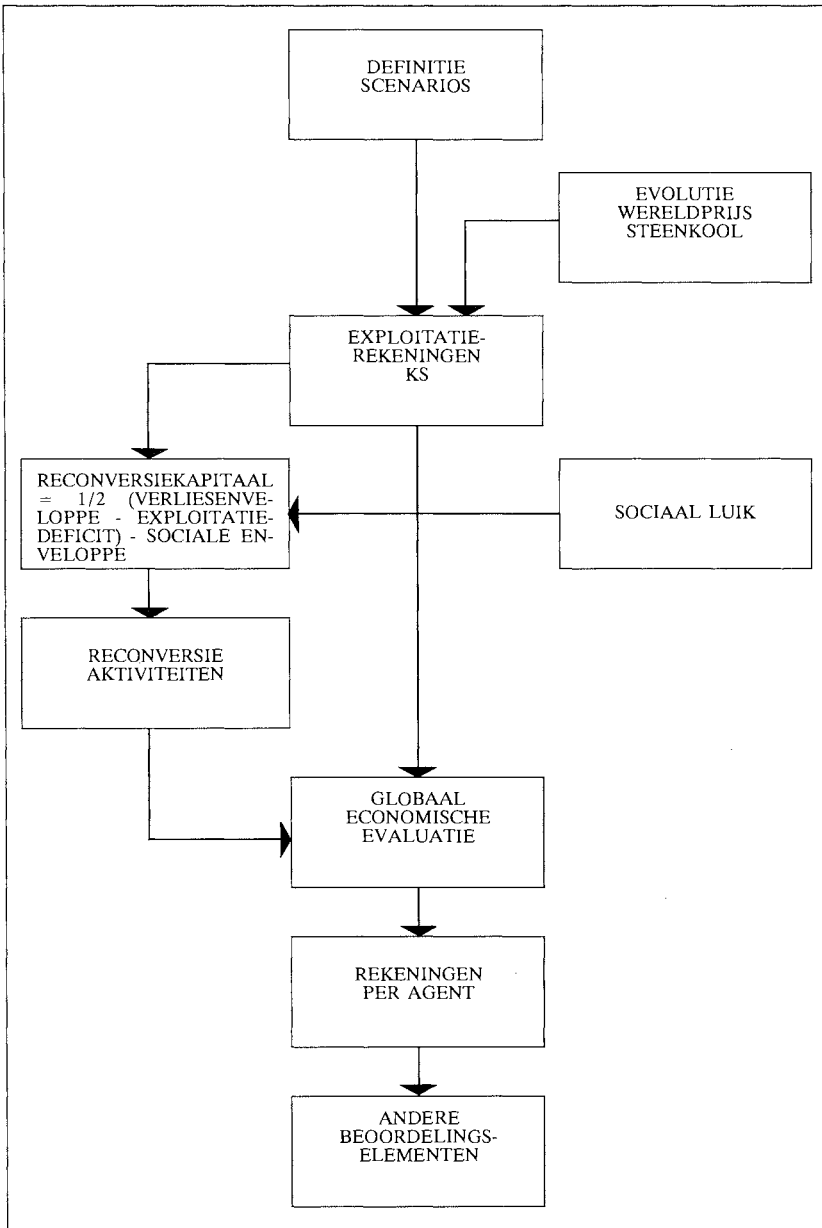 DEFINITIE
SCENARIOS
EVOLUTIE
WERELDPRIJS
STEENKOOL
EXPLOITATIE-
REKENINGEN
KS
RECONVERSIEKAPITAAL
= 1/2 (VERLIESENVE-
LOPPE - EXPLOITATIE-
DEFICIT) - SOCIALE EN-
VELOPPE
SOCIAAL LUIK
RECONVERSIE
AKTIVITEITEN
GLOBAAL
ECONOMISCHE
EVALUATIE
REKENINGEN
PER AGENT
ANDERE
BEOORDELINGS-
ELEMENTEN